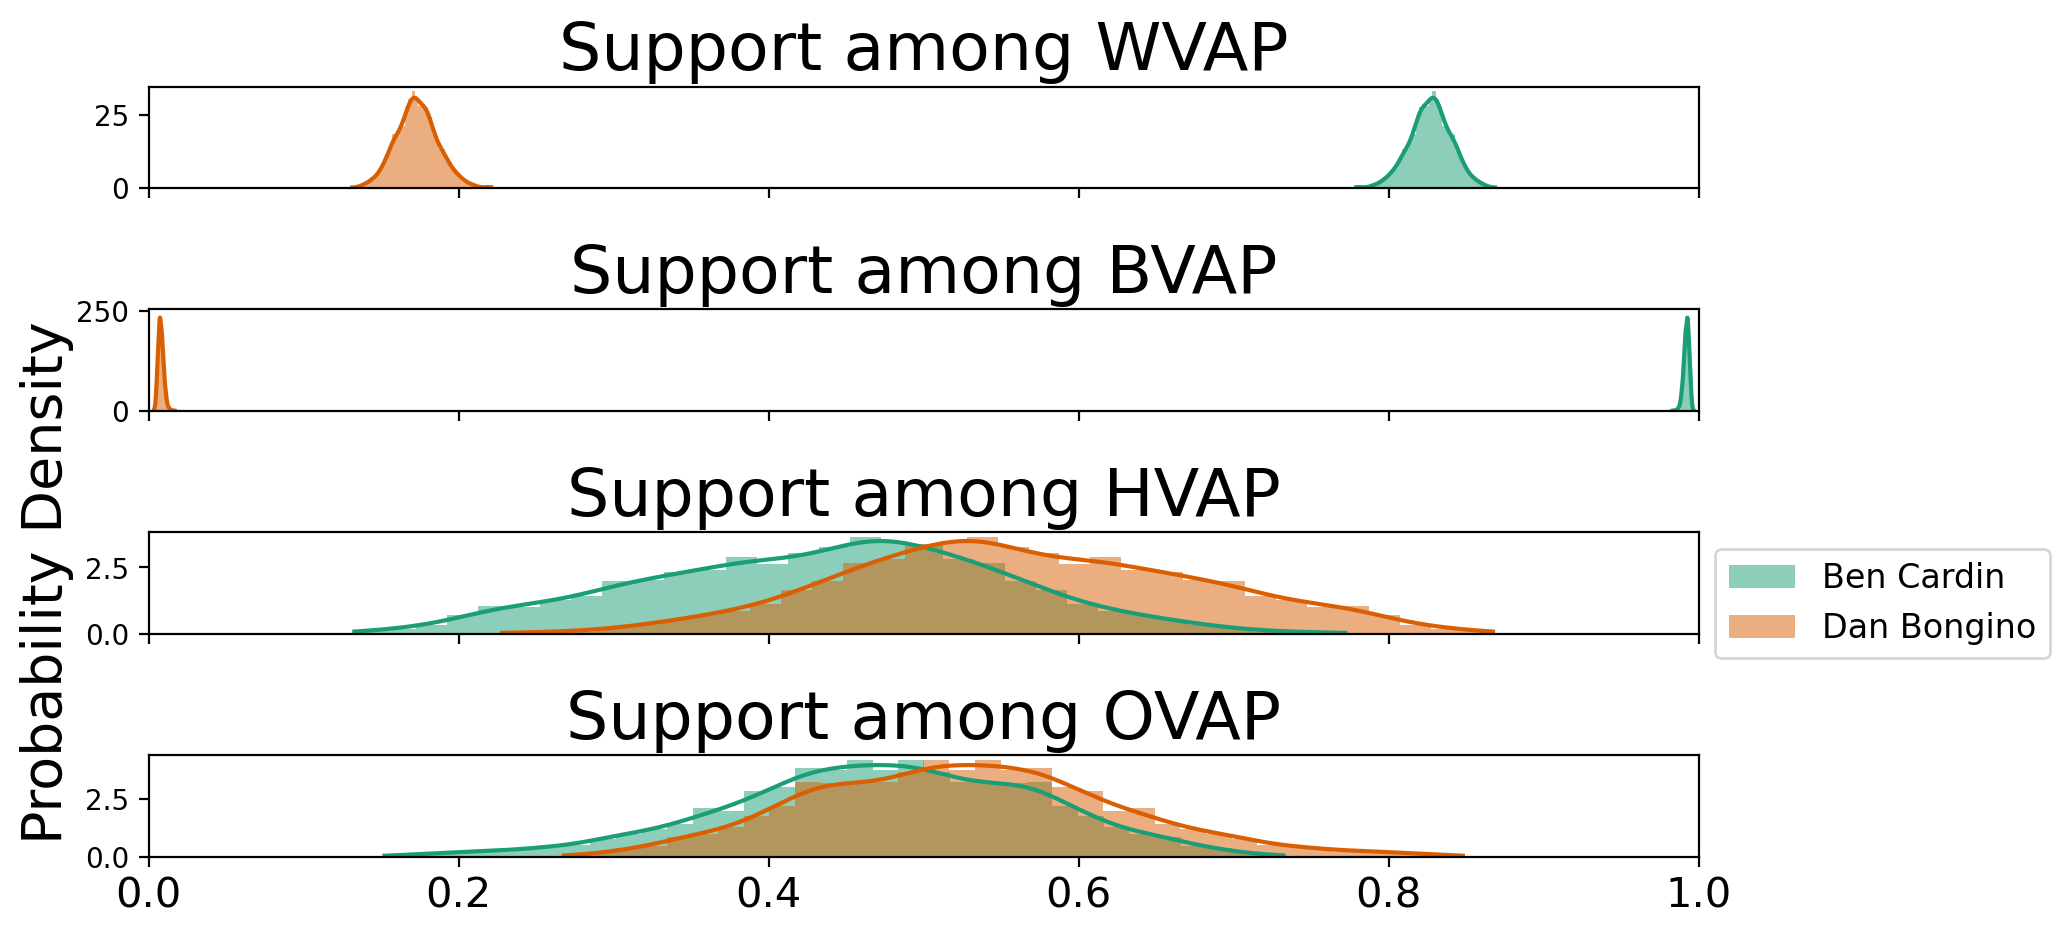 Support among WVAP
25
0
Support among BVAP
250
0
Support among HVAP
2.5
0.0
Support among OVAP
2.5
0.0
0.0 0.2 0.4 0.6 0.8 1.0
Probability Density
Ben Cardin
Dan Bongino